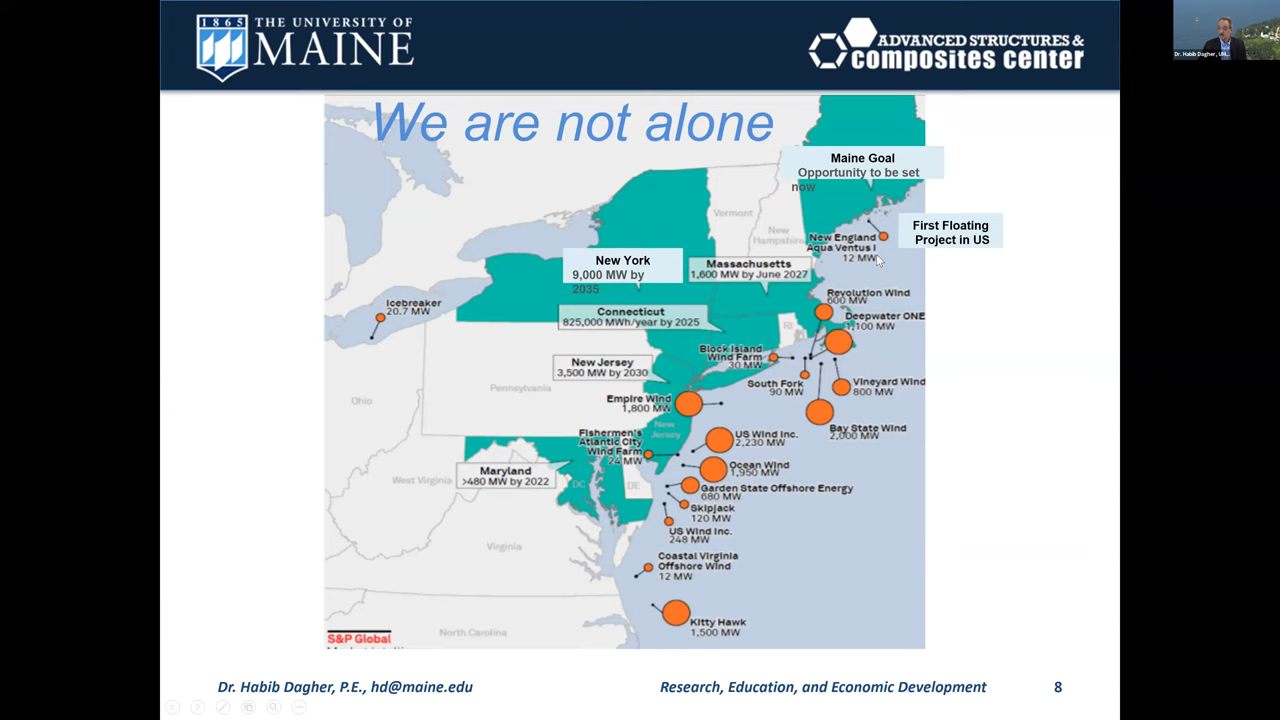 1865
THE UNIVERSITY OF
MAINE
ADVANCED STRUCTURES &
composites center
Dr. Habib Dagher, UM...
We are not alone
Maine Goal
Opportunity to be set
now
First Floating
Project in US
New England
Aqua Ventus I
12 MW
Vermont
New
Hampshire
New York
9,000 MW by
2035
Massachusetts
1,600 MW by June 2027
Icebreaker
20.7 MW
Connecticut
825,000 MWh/year by 2025
Revolution Wind
600 MW
Deepwater ONE
1,100 MW
RI
Block Island
Wind Farm
30 MW
New Jersey
3,500 MW by 2030
South Fork
90 MW
Vineyard Wind
800 MW
Pennsylvania
Ohio
Empire Wind
1,800 MW
Bay State Wind
2,000 MW
New
Jersey
Fishermen's
Atlantic City
Wind Farm
24 MW
US Wind Inc.
2,230 MW
Ocean Wind
1,950 MW
Maryland
>480 MW by 2022
West Virginia
DC
DE
Garden State Offshore Energy
680 MW
Skipjack
120 MW
US Wind Inc.
248 MW
Virginia
Coastal Virginia
Offshore Wind
12 MW
Kitty Hawk
1,500 MW
North Carolina
S&P Global
Dr. Habib Dagher, P.E., hd@maine.edu
Research, Education, and Economic Development
8